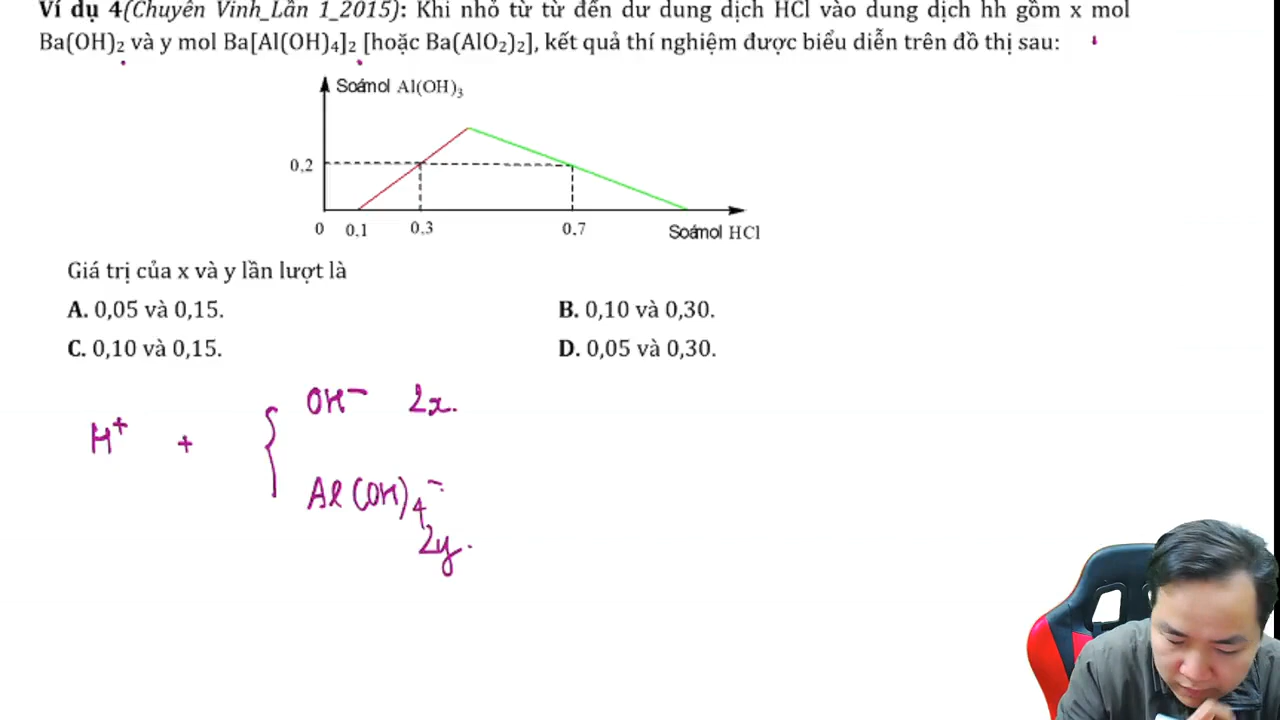 Ví dụ 4(Chuyên Vinh_Lần 1_2015): Khi nhỏ từ từ đến dư dung dịch HCl vào dung dịch hh gồm x mol
Ba(OH)₂ và y mol Ba[Al(OH)₄]₂ [hoặc Ba(AlO₂)₂], kết quả thí nghiệm được biểu diễn trên đồ thị sau:
Soámol Al(OH)₃
0,2
0 0,1 0,3 0,7
Soámol HCl
Giá trị của x và y lần lượt là
A. 0,05 và 0,15. B. 0,10 và 0,30.
C. 0,10 và 0,15. D. 0,05 và 0,30.
OH⁻ 2x.
H⁺ + {
Al(OH)₄⁻
2y.